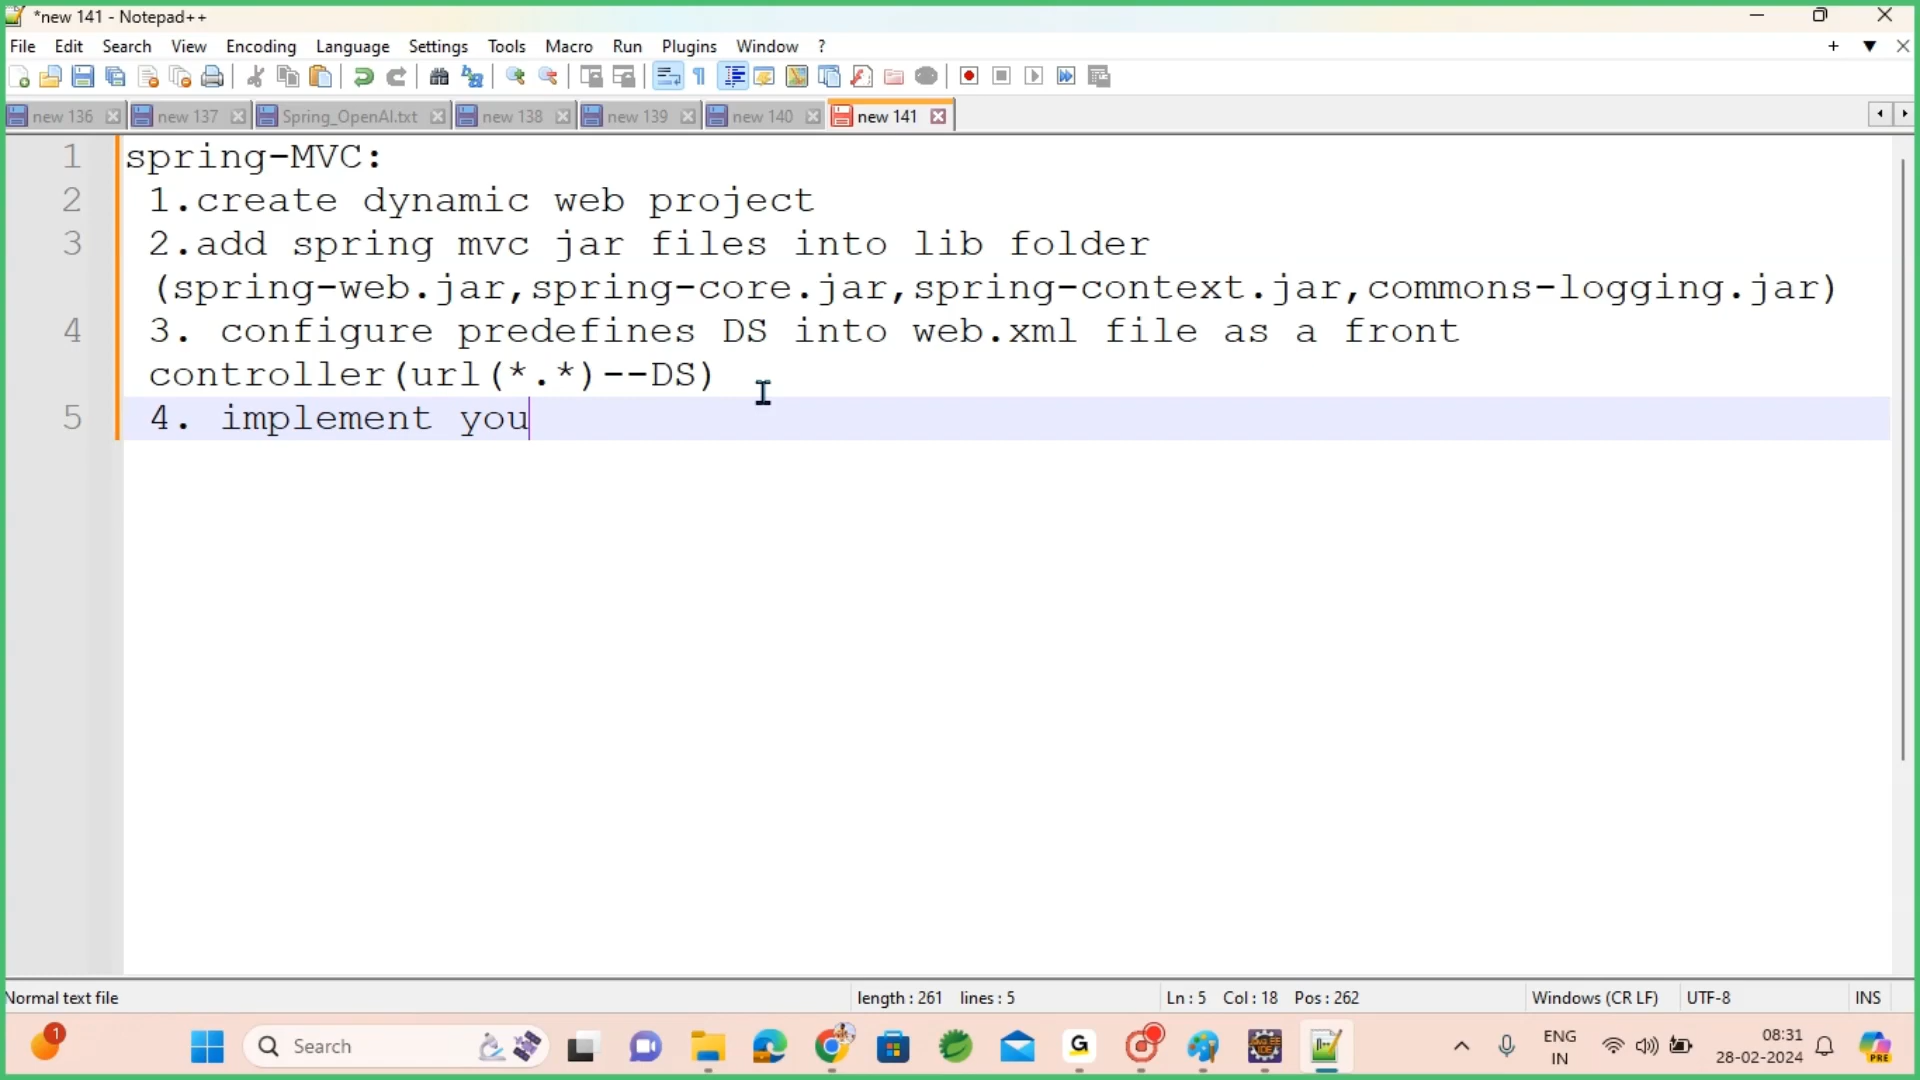 *new 141 - Notepad++
File Edit Search View Encoding Language Settings Tools Macro Run Plugins Window ?
new 136 new 137 Spring_OpenAI.txt new 138 new 139 new 140 new 141
1 spring-MVC:
2 1.create dynamic web project
3 2.add spring mvc jar files into lib folder
(spring-web.jar,spring-core.jar,spring-context.jar,commons-logging.jar)
4 3. configure predefines DS into web.xml file as a front
controller(url(*.*)--DS)
5 4. implement you
Normal text file length : 261 lines : 5 Ln : 5 Col : 18 Pos : 262 Windows (CR LF) UTF-8 INS
1 Search ENG 08:31
IN 28-02-2024 PRE